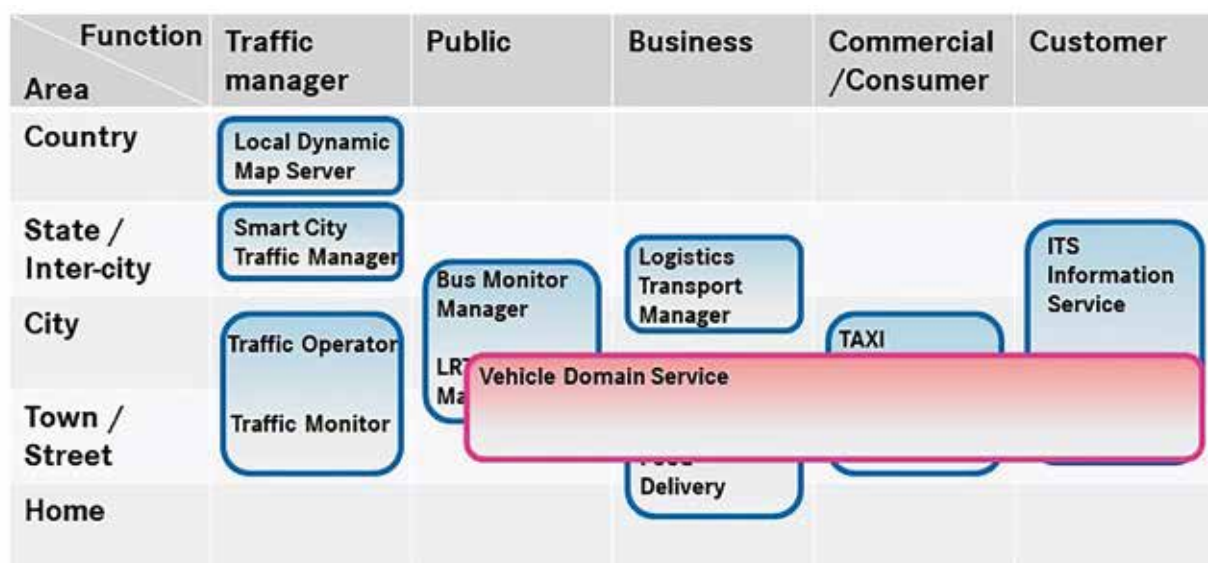 Function
Area
Traffic
manager
Public
Business
Commercial
/Consumer
Customer
Country
Local Dynamic
Map Server
State /
Inter-city
Smart City
Traffic Manager
Bus Monitor
Manager
Logistics
Transport
Manager
ITS
Information
Service
City
Traffic Operator
TAXI
Vehicle Domain Service
Town /
Street
Traffic Monitor
Delivery
Home